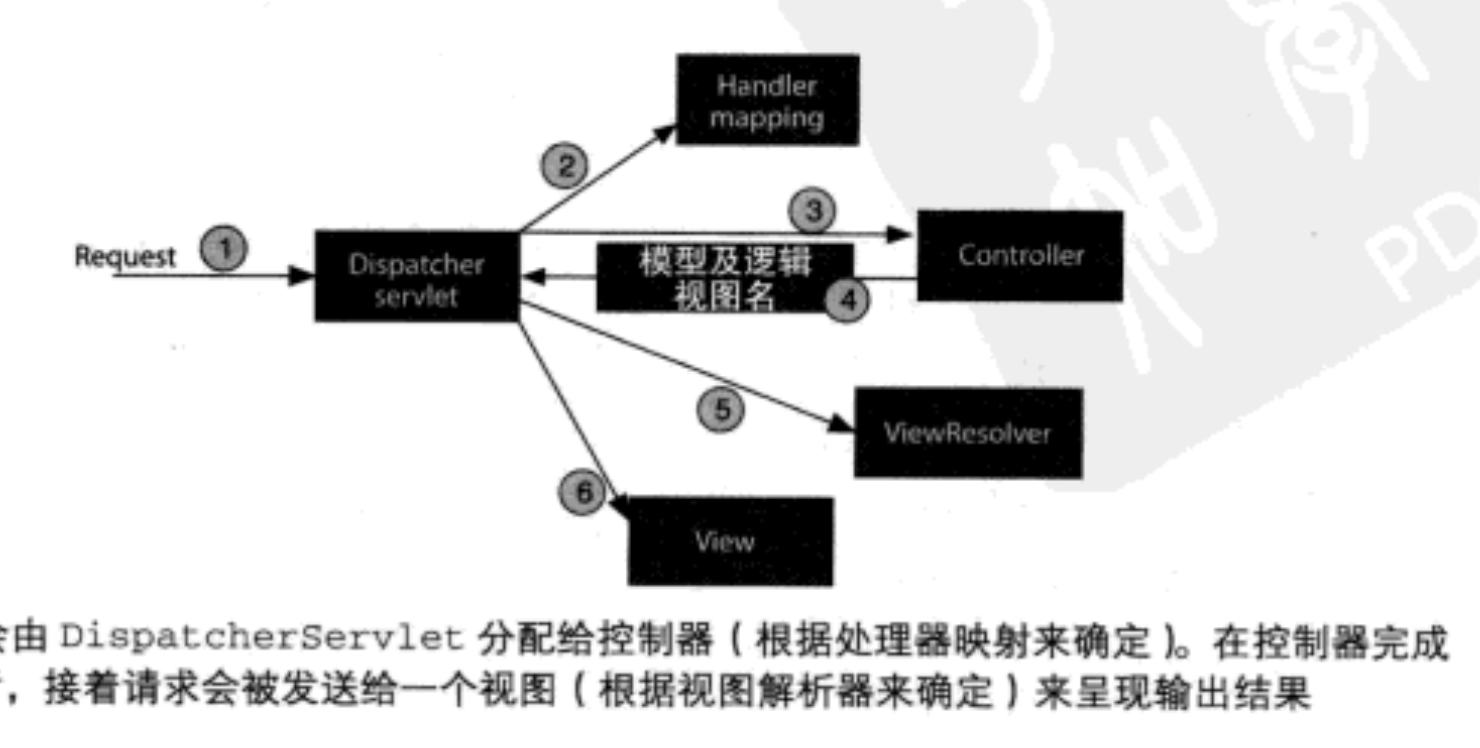 Handler
mapping
2
3
Request
1
Dispatcher
servlet
模型及逻辑
视图名
4
Controller
5
ViewResolver
6
View
由 DispatcherServlet 分配给控制器（根据处理器映射来确定）。在控制器完成
，接着请求会被发送给一个视图（根据视图解析器来确定）来呈现输出结果
PD